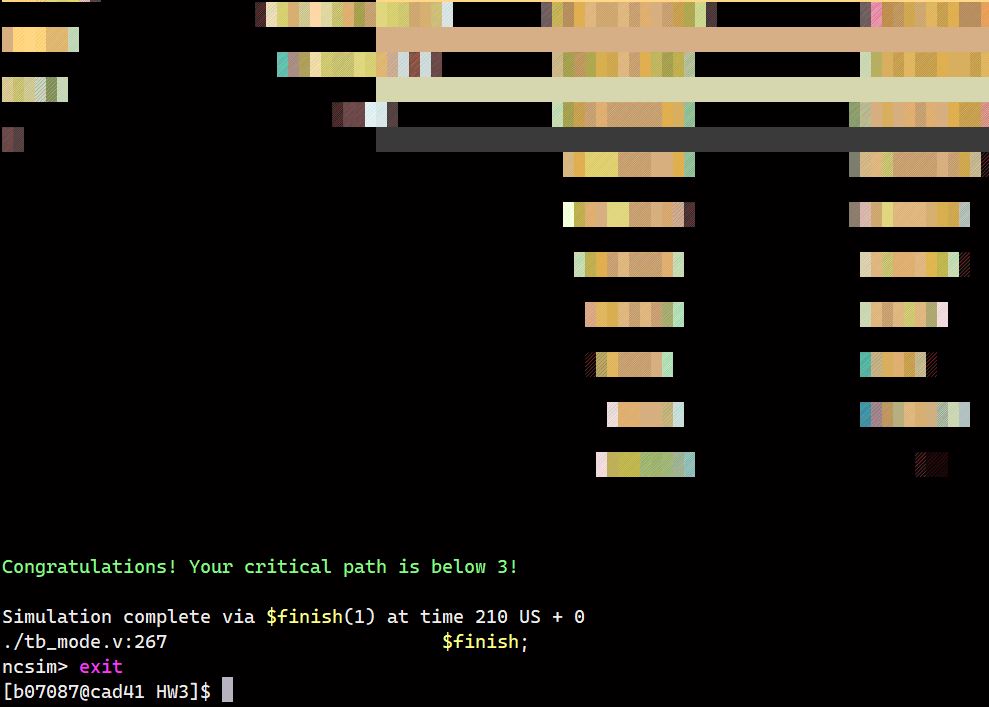 Congratulations! Your critical path is below 3!
Simulation complete via $finish(1) at time 210 US + 0
./tb_mode.v:267 $finish;
ncsim> exit
[b07087@cad41 HW3]$